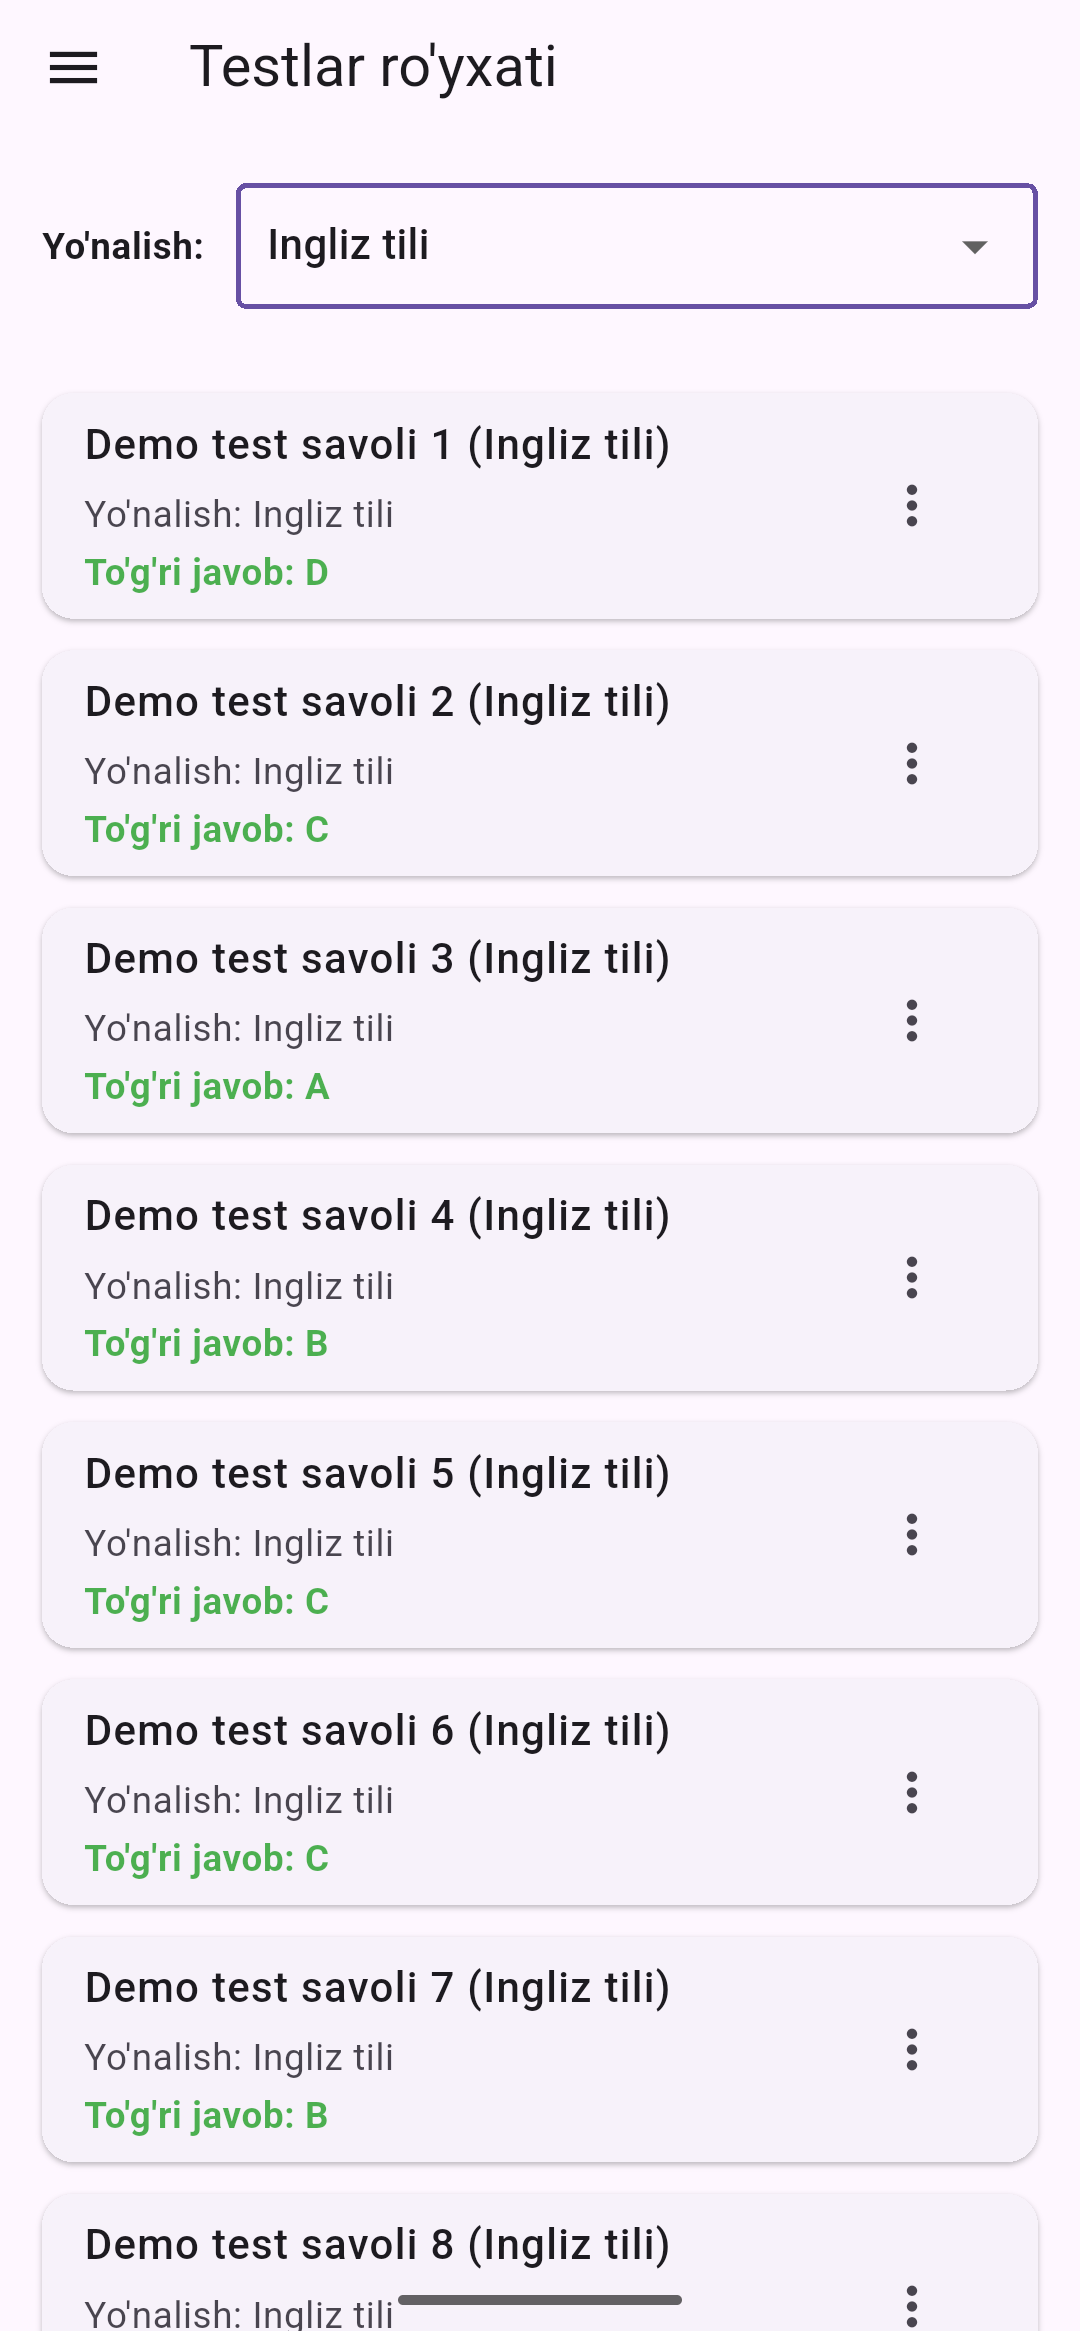 Testlar ro'yxati
Yo'nalish:
Ingliz tili
Demo test savoli 1 (Ingliz tili)
Yo'nalish: Ingliz tili
To'g'ri javob: D
Demo test savoli 2 (Ingliz tili)
Yo'nalish: Ingliz tili
To'g'ri javob: C
Demo test savoli 3 (Ingliz tili)
Yo'nalish: Ingliz tili
To'g'ri javob: A
Demo test savoli 4 (Ingliz tili)
Yo'nalish: Ingliz tili
To'g'ri javob: B
Demo test savoli 5 (Ingliz tili)
Yo'nalish: Ingliz tili
To'g'ri javob: C
Demo test savoli 6 (Ingliz tili)
Yo'nalish: Ingliz tili
To'g'ri javob: C
Demo test savoli 7 (Ingliz tili)
Yo'nalish: Ingliz tili
To'g'ri javob: B
Demo test savoli 8 (Ingliz tili)
Yo'nalish: Ingliz tili